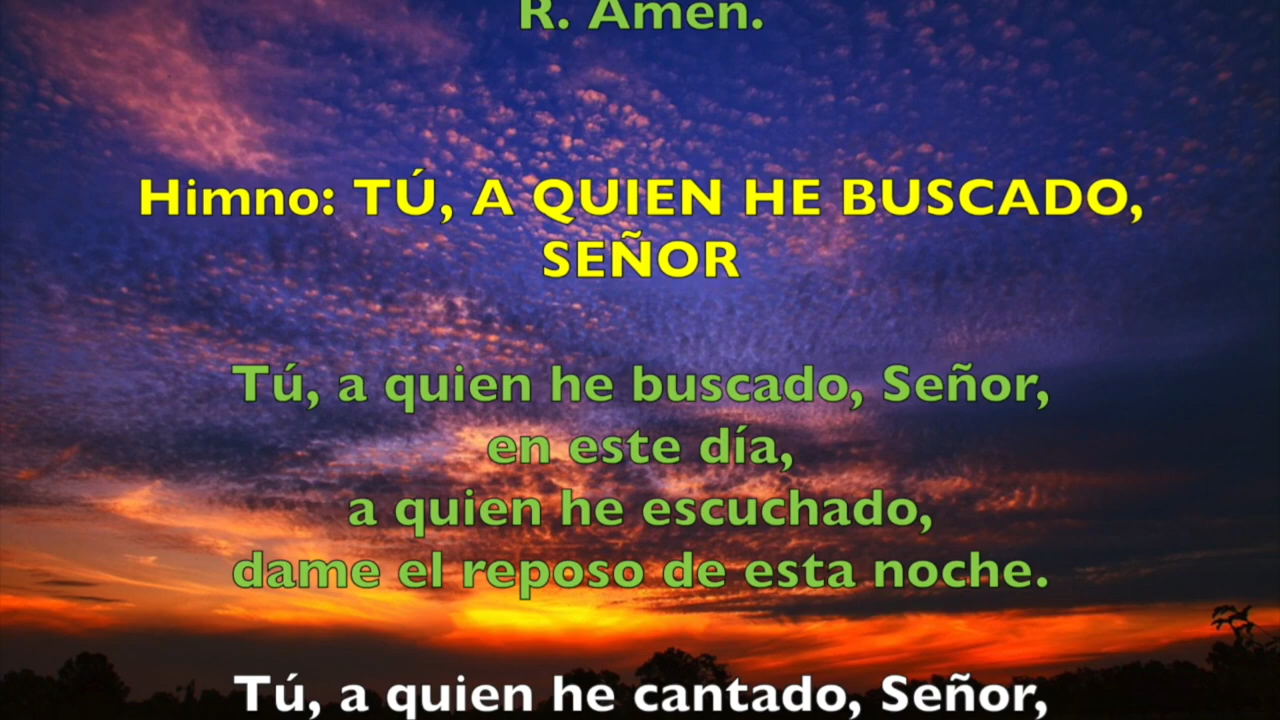 R. Amén.
Himno: TÚ, A QUIEN HE BUSCADO,
SEÑOR
Tú, a quien he buscado, Señor,
en este día,
a quien he escuchado,
dame el reposo de esta noche.
Tú, a quien he cantado, Señor,